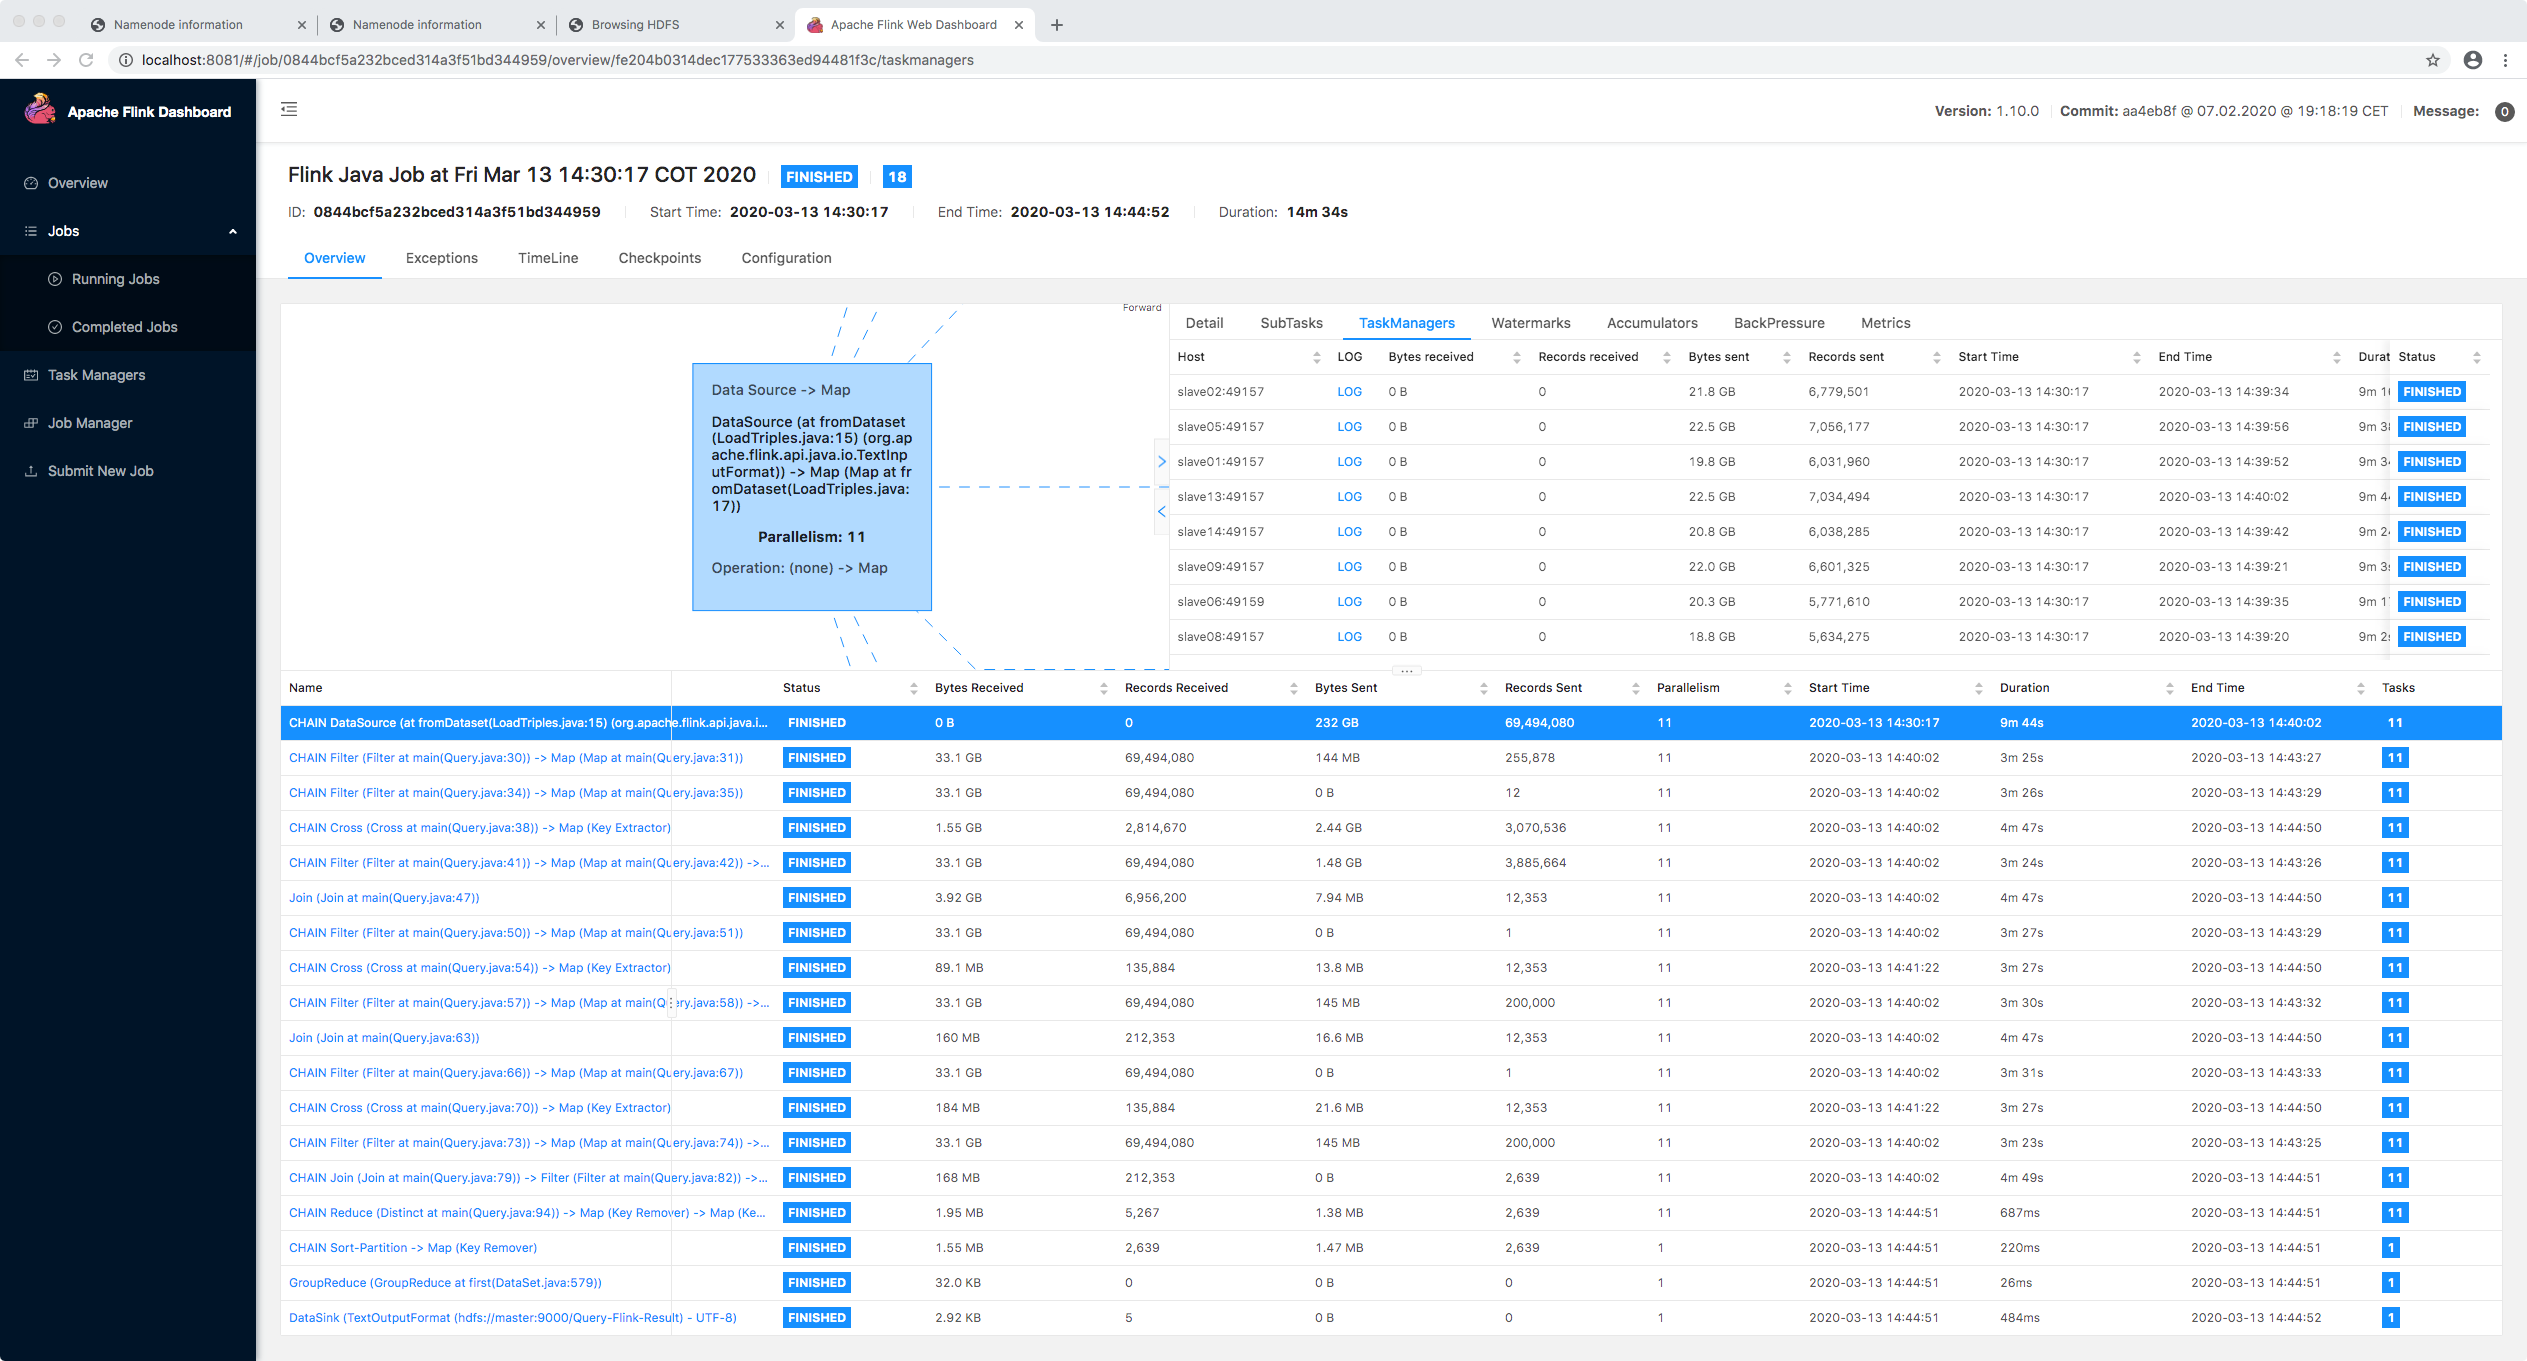 Namenode information
Namenode information
Browsing HDFS
Apache Flink Web Dashboard
localhost:8081/#/job/0844bcf5a232bced314a3f51bd344959/overview/fe204b0314dec177533363ed94481f3c/taskmanagers
Apache Flink Dashboard
Version: 1.10.0 Commit: aa4eb8f @ 07.02.2020 @ 19:18:19 CET Message: 0
Overview
Jobs
Running Jobs
Completed Jobs
Task Managers
Job Manager
Submit New Job
Flink Java Job at Fri Mar 13 14:30:17 COT 2020 FINISHED 18
ID: 0844bcf5a232bced314a3f51bd344959 Start Time: 2020-03-13 14:30:17 End Time: 2020-03-13 14:44:52 Duration: 14m 34s
Overview Exceptions TimeLine Checkpoints Configuration
Forward
Data Source -> Map
DataSource (at fromDataset
(LoadTriples.java:15) (org.ap
ache.flink.api.java.io.TextInp
utFormat)) -> Map (Map at fr
omDataset(LoadTriples.java:
17))
Parallelism: 11
Operation: (none) -> Map
Detail SubTasks TaskManagers Watermarks Accumulators BackPressure Metrics
Host LOG Bytes received Records received Bytes sent Records sent Start Time End Time Durat Status
slave02:49157 LOG 0 B 0 21.8 GB 6,779,501 2020-03-13 14:30:17 2020-03-13 14:39:34 9m FINISHED
slave05:49157 LOG 0 B 0 22.5 GB 7,056,177 2020-03-13 14:30:17 2020-03-13 14:39:56 9m FINISHED
slave01:49157 LOG 0 B 0 19.8 GB 6,031,960 2020-03-13 14:30:17 2020-03-13 14:39:52 9m FINISHED
slave13:49157 LOG 0 B 0 22.5 GB 7,034,494 2020-03-13 14:30:17 2020-03-13 14:40:02 9m FINISHED
slave14:49157 LOG 0 B 0 20.8 GB 6,038,285 2020-03-13 14:30:17 2020-03-13 14:39:42 9m FINISHED
slave09:49157 LOG 0 B 0 22.0 GB 6,601,325 2020-03-13 14:30:17 2020-03-13 14:39:21 9m FINISHED
slave06:49159 LOG 0 B 0 20.3 GB 5,771,610 2020-03-13 14:30:17 2020-03-13 14:39:35 9m FINISHED
slave08:49157 LOG 0 B 0 18.8 GB 5,634,275 2020-03-13 14:30:17 2020-03-13 14:39:20 9m FINISHED
Name Status Bytes Received Records Received Bytes Sent Records Sent Parallelism Start Time Duration End Time Tasks
CHAIN DataSource (at fromDataset(LoadTriples.java:15) (org.apache.flink.api.java.i... FINISHED 0 B 0 232 GB 69,494,080 11 2020-03-13 14:30:17 9m 44s 2020-03-13 14:40:02 11
CHAIN Filter (Filter at main(Query.java:30)) -> Map (Map at main(Query.java:31)) FINISHED 33.1 GB 69,494,080 144 MB 255,878 11 2020-03-13 14:40:02 3m 25s 2020-03-13 14:43:27 11
CHAIN Filter (Filter at main(Query.java:34)) -> Map (Map at main(Query.java:35)) FINISHED 33.1 GB 69,494,080 0 B 12 11 2020-03-13 14:40:02 3m 26s 2020-03-13 14:43:29 11
CHAIN Cross (Cross at main(Query.java:38)) -> Map (Key Extractor) FINISHED 1.55 GB 2,814,670 2.44 GB 3,070,536 11 2020-03-13 14:40:02 4m 47s 2020-03-13 14:44:50 11
CHAIN Filter (Filter at main(Query.java:41)) -> Map (Map at main(Query.java:42)) ->... FINISHED 33.1 GB 69,494,080 1.48 GB 3,885,664 11 2020-03-13 14:40:02 3m 24s 2020-03-13 14:43:26 11
Join (Join at main(Query.java:47)) FINISHED 3.92 GB 6,956,200 7.94 MB 12,353 11 2020-03-13 14:40:02 4m 47s 2020-03-13 14:44:50 11
CHAIN Filter (Filter at main(Query.java:50)) -> Map (Map at main(Query.java:51)) FINISHED 33.1 GB 69,494,080 0 B 1 11 2020-03-13 14:40:02 3m 27s 2020-03-13 14:43:29 11
CHAIN Cross (Cross at main(Query.java:54)) -> Map (Key Extractor) FINISHED 89.1 MB 135,884 13.8 MB 12,353 11 2020-03-13 14:41:22 3m 27s 2020-03-13 14:44:50 11
CHAIN Filter (Filter at main(Query.java:57)) -> Map (Map at main(Query.java:58)) ->... FINISHED 33.1 GB 69,494,080 145 MB 200,000 11 2020-03-13 14:40:02 3m 30s 2020-03-13 14:43:32 11
Join (Join at main(Query.java:63)) FINISHED 160 MB 212,353 16.6 MB 12,353 11 2020-03-13 14:40:02 4m 47s 2020-03-13 14:44:50 11
CHAIN Filter (Filter at main(Query.java:66)) -> Map (Map at main(Query.java:67)) FINISHED 33.1 GB 69,494,080 0 B 1 11 2020-03-13 14:40:02 3m 31s 2020-03-13 14:43:33 11
CHAIN Cross (Cross at main(Query.java:70)) -> Map (Key Extractor) FINISHED 184 MB 135,884 21.6 MB 12,353 11 2020-03-13 14:41:22 3m 27s 2020-03-13 14:44:50 11
CHAIN Filter (Filter at main(Query.java:73)) -> Map (Map at main(Query.java:74)) ->... FINISHED 33.1 GB 69,494,080 145 MB 200,000 11 2020-03-13 14:40:02 3m 23s 2020-03-13 14:43:25 11
CHAIN Join (Join at main(Query.java:79)) -> Filter (Filter at main(Query.java:82)) ->... FINISHED 168 MB 212,353 0 B 2,639 11 2020-03-13 14:40:02 4m 49s 2020-03-13 14:44:51 11
CHAIN Reduce (Distinct at main(Query.java:94)) -> Map (Key Remover) -> Map (Ke... FINISHED 1.95 MB 5,267 1.38 MB 2,639 11 2020-03-13 14:44:51 687ms 2020-03-13 14:44:51 11
CHAIN Sort-Partition -> Map (Key Remover) FINISHED 1.55 MB 2,639 1.47 MB 2,639 1 2020-03-13 14:44:51 220ms 2020-03-13 14:44:51 1
GroupReduce (GroupReduce at first(DataSet.java:579)) FINISHED 32.0 KB 0 0 B 0 1 2020-03-13 14:44:51 26ms 2020-03-13 14:44:51 1
DataSink (TextOutputFormat (hdfs://master:9000/Query-Flink-Result) - UTF-8) FINISHED 2.92 KB 5 0 B 0 1 2020-03-13 14:44:51 484ms 2020-03-13 14:44:52 1